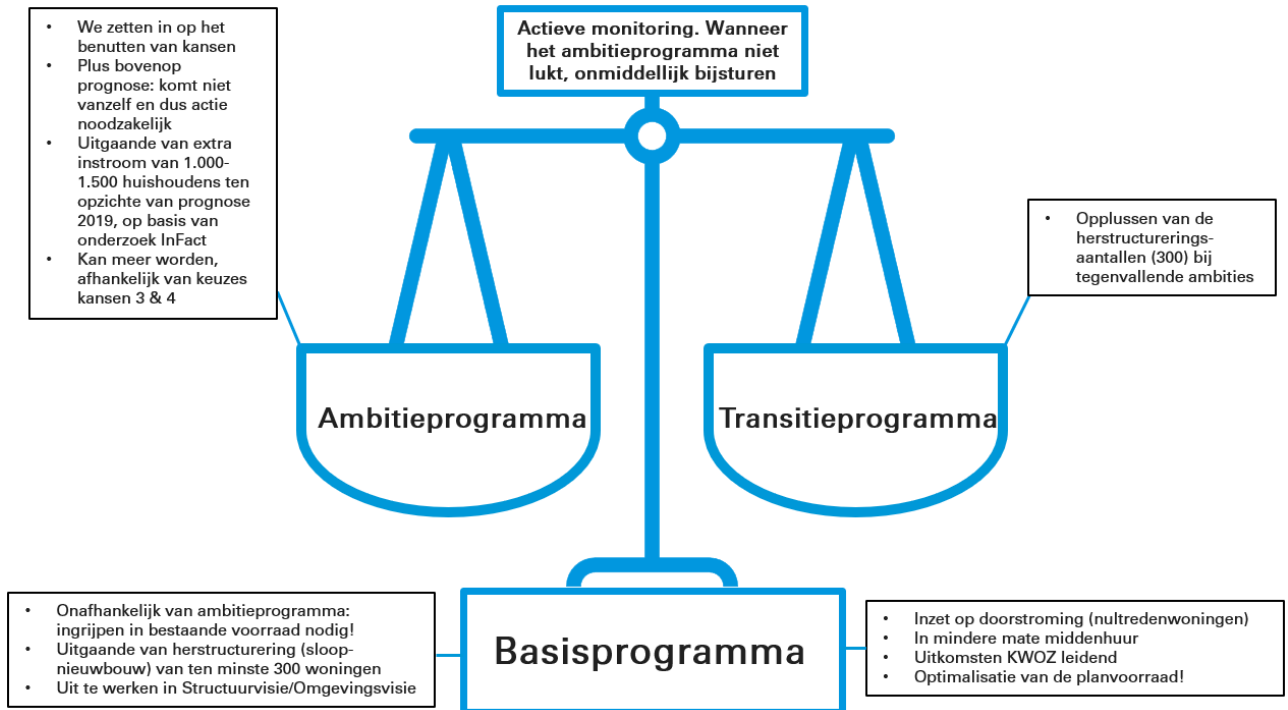 • We zetten in op het
benutten van kansen
• Plus bovenop
prognose: komt niet
vanzelf en dus actie
noodzakelijk
• Uitgaande van extra
instroom van 1.000-
1.500 huishoudens ten
opzichte van prognose
2019, op basis van
onderzoek InFact
• Kan meer worden,
afhankelijk van keuzes
kansen 3 & 4
Actieve monitoring. Wanneer
het ambitieprogramma niet
lukt, onmiddellijk bijsturen
• Opplussen van de
herstructurerings-
aantallen (300) bij
tegenvallende ambities
Ambitieprogramma
Transitieprogramma
• Onafhankelijk van ambitieprogramma:
ingrijpen in bestaande voorraad nodig!
• Uitgaande van herstructurering (sloop-
nieuwbouw) van ten minste 300 woningen
• Uit te werken in Structuurvisie/Omgevingsvisie
Basisprogramma
• Inzet op doorstroming (nultredenwoningen)
• In mindere mate middenhuur
• Uitkomsten KWOZ leidend
• Optimalisatie van de planvoorraad!